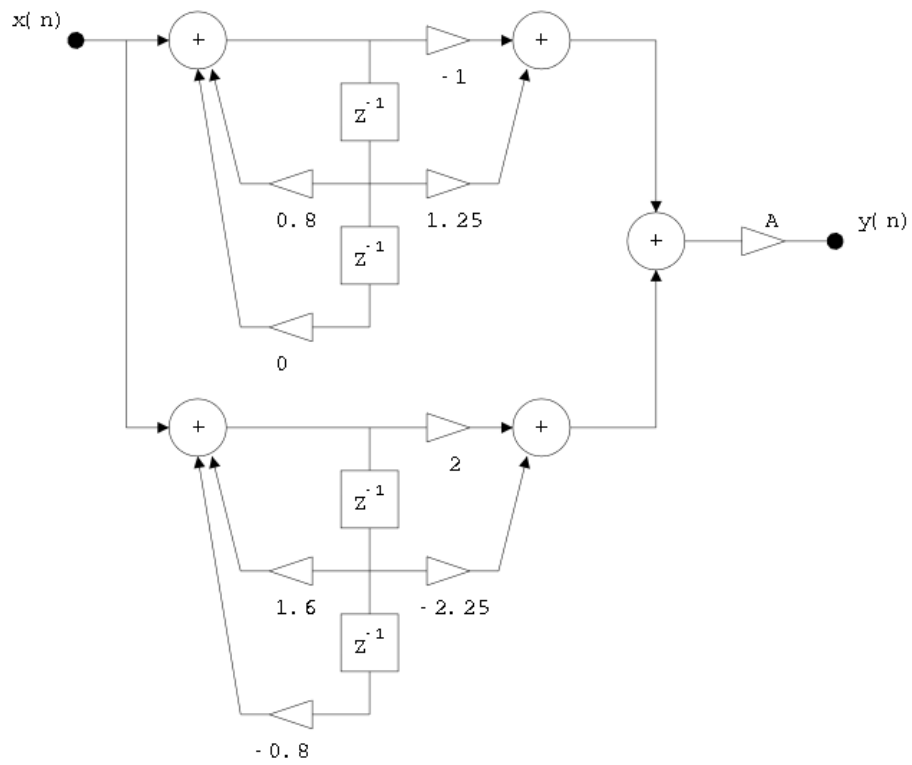 x(n)
+
+
-1
z^-1
0.8
1.25
z^-1
+
A
y(n)
0
+
+
2
z^-1
1.6
-2.25
z^-1
-0.8